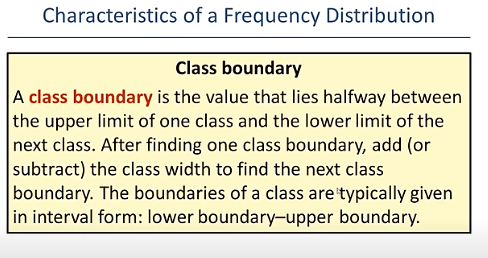 Characteristics of a Frequency Distribution
Class boundary
A class boundary is the value that lies halfway between
the upper limit of one class and the lower limit of the
next class. After finding one class boundary, add (or
subtract) the class width to find the next class
boundary. The boundaries of a class are typically given
in interval form: lower boundary–upper boundary.